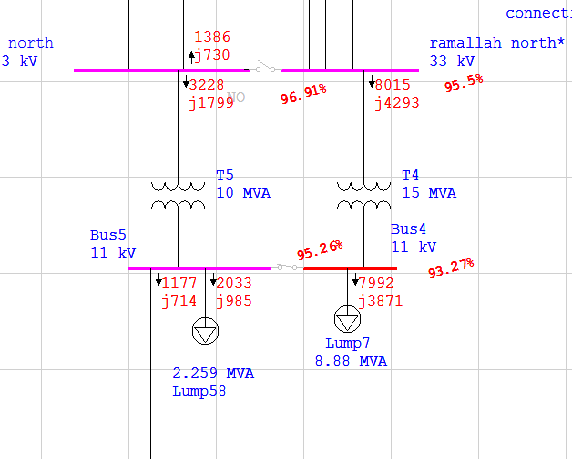 connecti
north
3 kV
1386
j730
ramallah north*
33 kV
3228
j1799
NO
96.91%
8015
j4293
95.5%
T5
10 MVA
T4
15 MVA
Bus5
11 kV
95.26%
Bus4
11 kV
93.27%
1177
j714
2033
j985
7992
j3871
Lump7
8.88 MVA
2.259 MVA
Lump58